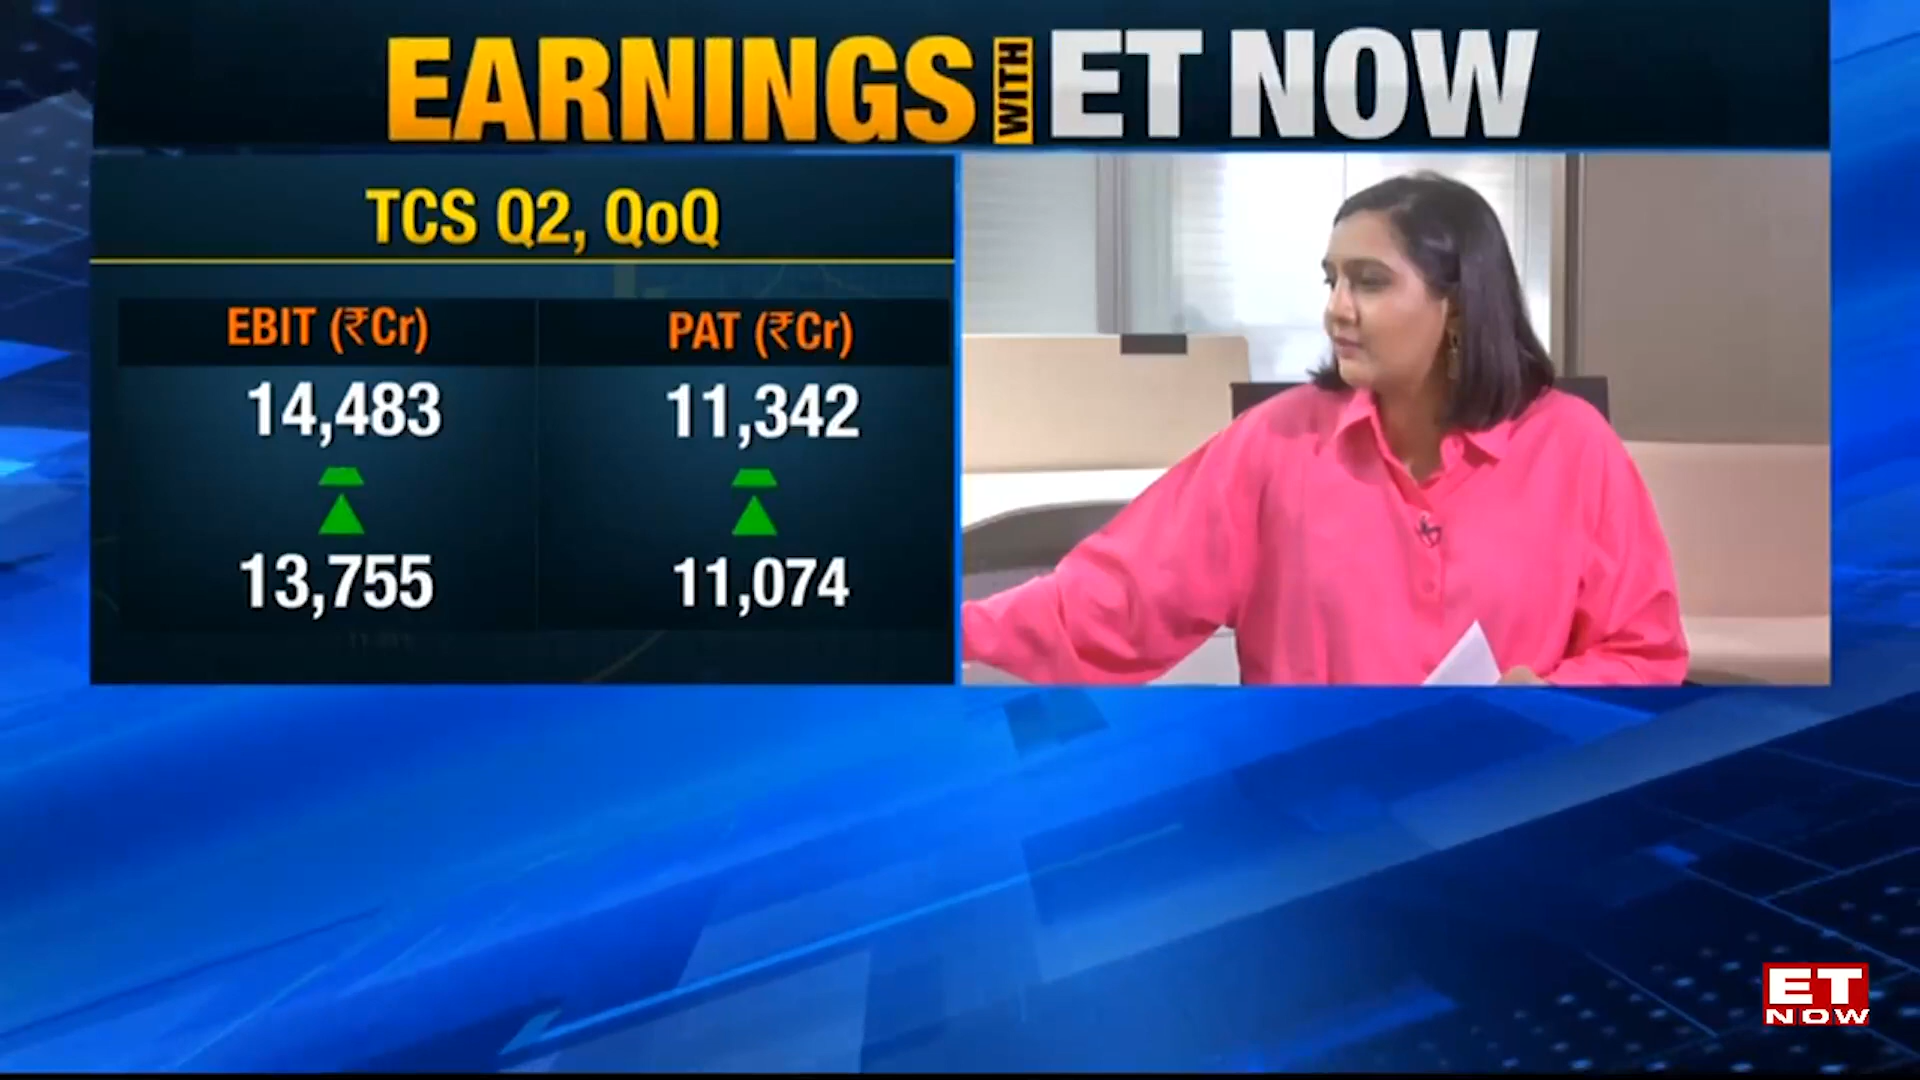 EARNINGS WITH ET NOW
TCS Q2, QoQ
EBIT (₹Cr) PAT (₹Cr)
14,483 11,342
13,755 11,074
ET
NOW